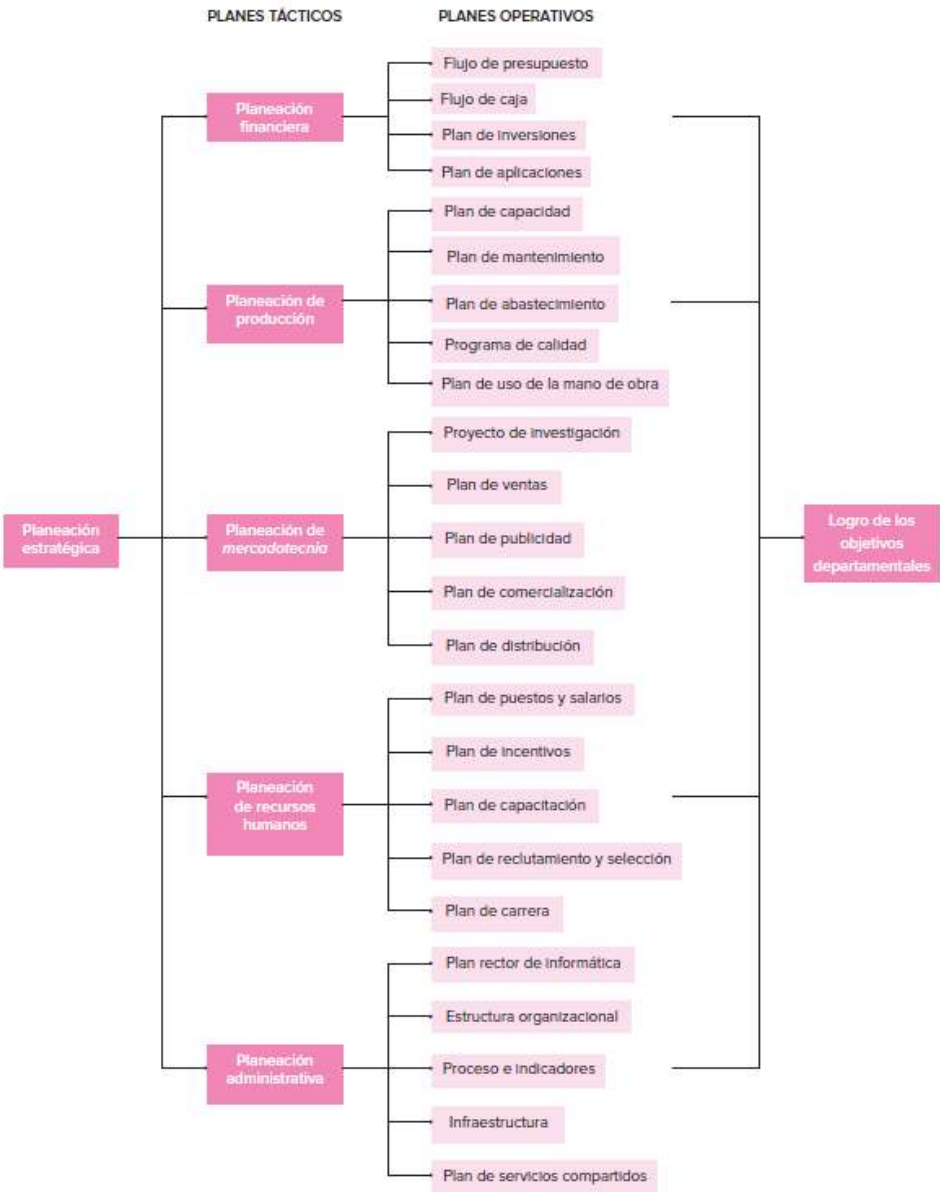 PLANES TÁCTICOS
PLANES OPERATIVOS
Planeación
estratégica
Planeación
financiera
Flujo de presupuesto
Flujo de caja
Plan de inversiones
Plan de aplicaciones
Planeación de
producción
Plan de capacidad
Plan de mantenimiento
Plan de abastecimiento
Programa de calidad
Plan de uso de la mano de obra
Planeación de
mercadotecnia
Proyecto de investigación
Plan de ventas
Plan de publicidad
Plan de comercialización
Plan de distribución
Planeación
de recursos
humanos
Plan de puestos y salarios
Plan de incentivos
Plan de capacitación
Plan de reclutamiento y selección
Plan de carrera
Planeación
administrativa
Plan rector de informática
Estructura organizacional
Proceso e indicadores
Infraestructura
Plan de servicios compartidos
Logro de los
objetivos
departamentales